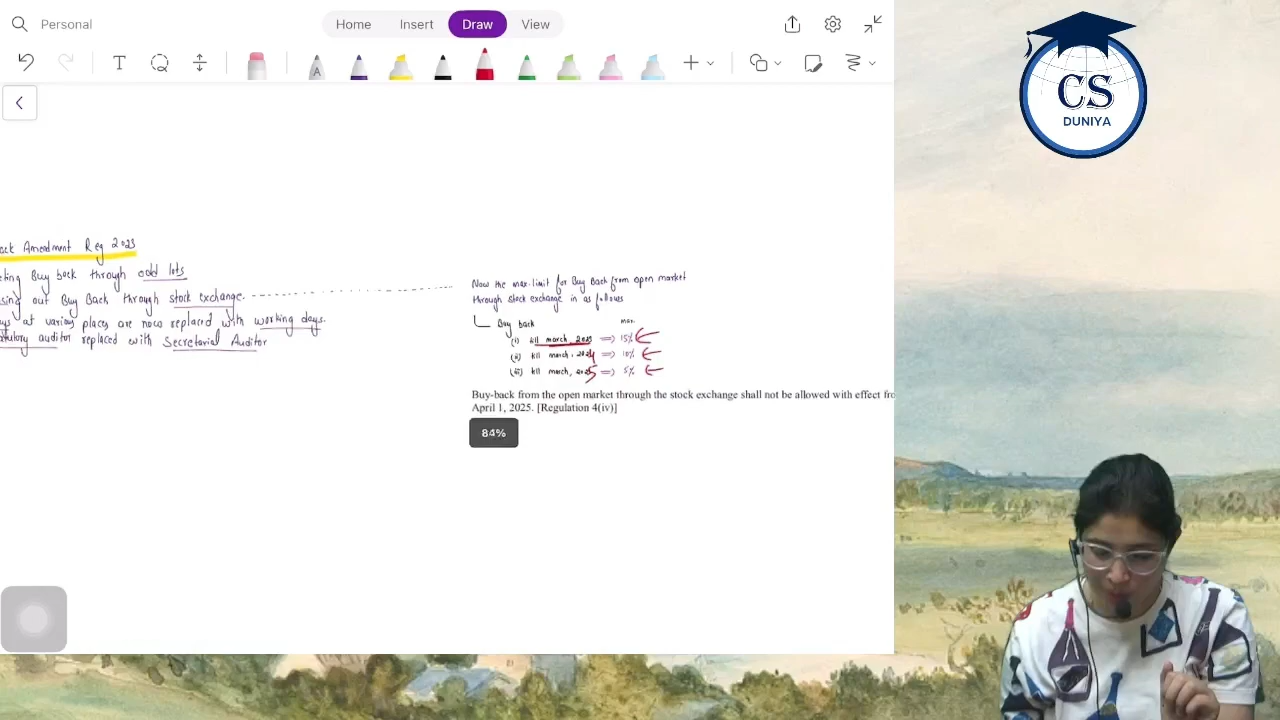 Personal
Home Insert Draw View
CS
DUNIYA
ack Amendment Reg 2023
eting Buy back through odd lots
sing out Buy Back through stock exchange.
ays at various places are now replaced with working days.
atutory auditor replaced with Secretarial Auditor
Now the max. limit for Buy Back from open market
through stock exchange in as follows
Buy back
max.
(i) till march, 2023 ⇒ 15%
(ii) till march, 2024 ⇒ 10%
(iii) till march, 2025 ⇒ 5%
Buy-back from the open market through the stock exchange shall not be allowed with effect fro
April 1, 2025. [Regulation 4(iv)]
84%